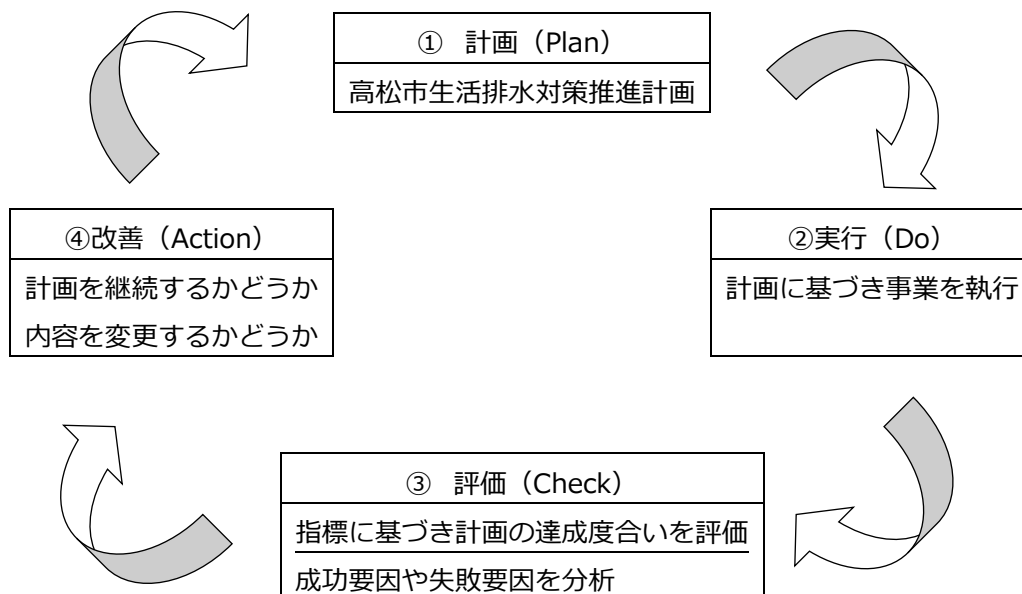 ① 計画（Plan）
高松市生活排水対策推進計画
②実行（Do）
計画に基づき事業を執行
③ 評価（Check）
指標に基づき計画の達成度合いを評価
成功要因や失敗要因を分析
④改善（Action）
計画を継続するかどうか
内容を変更するかどうか